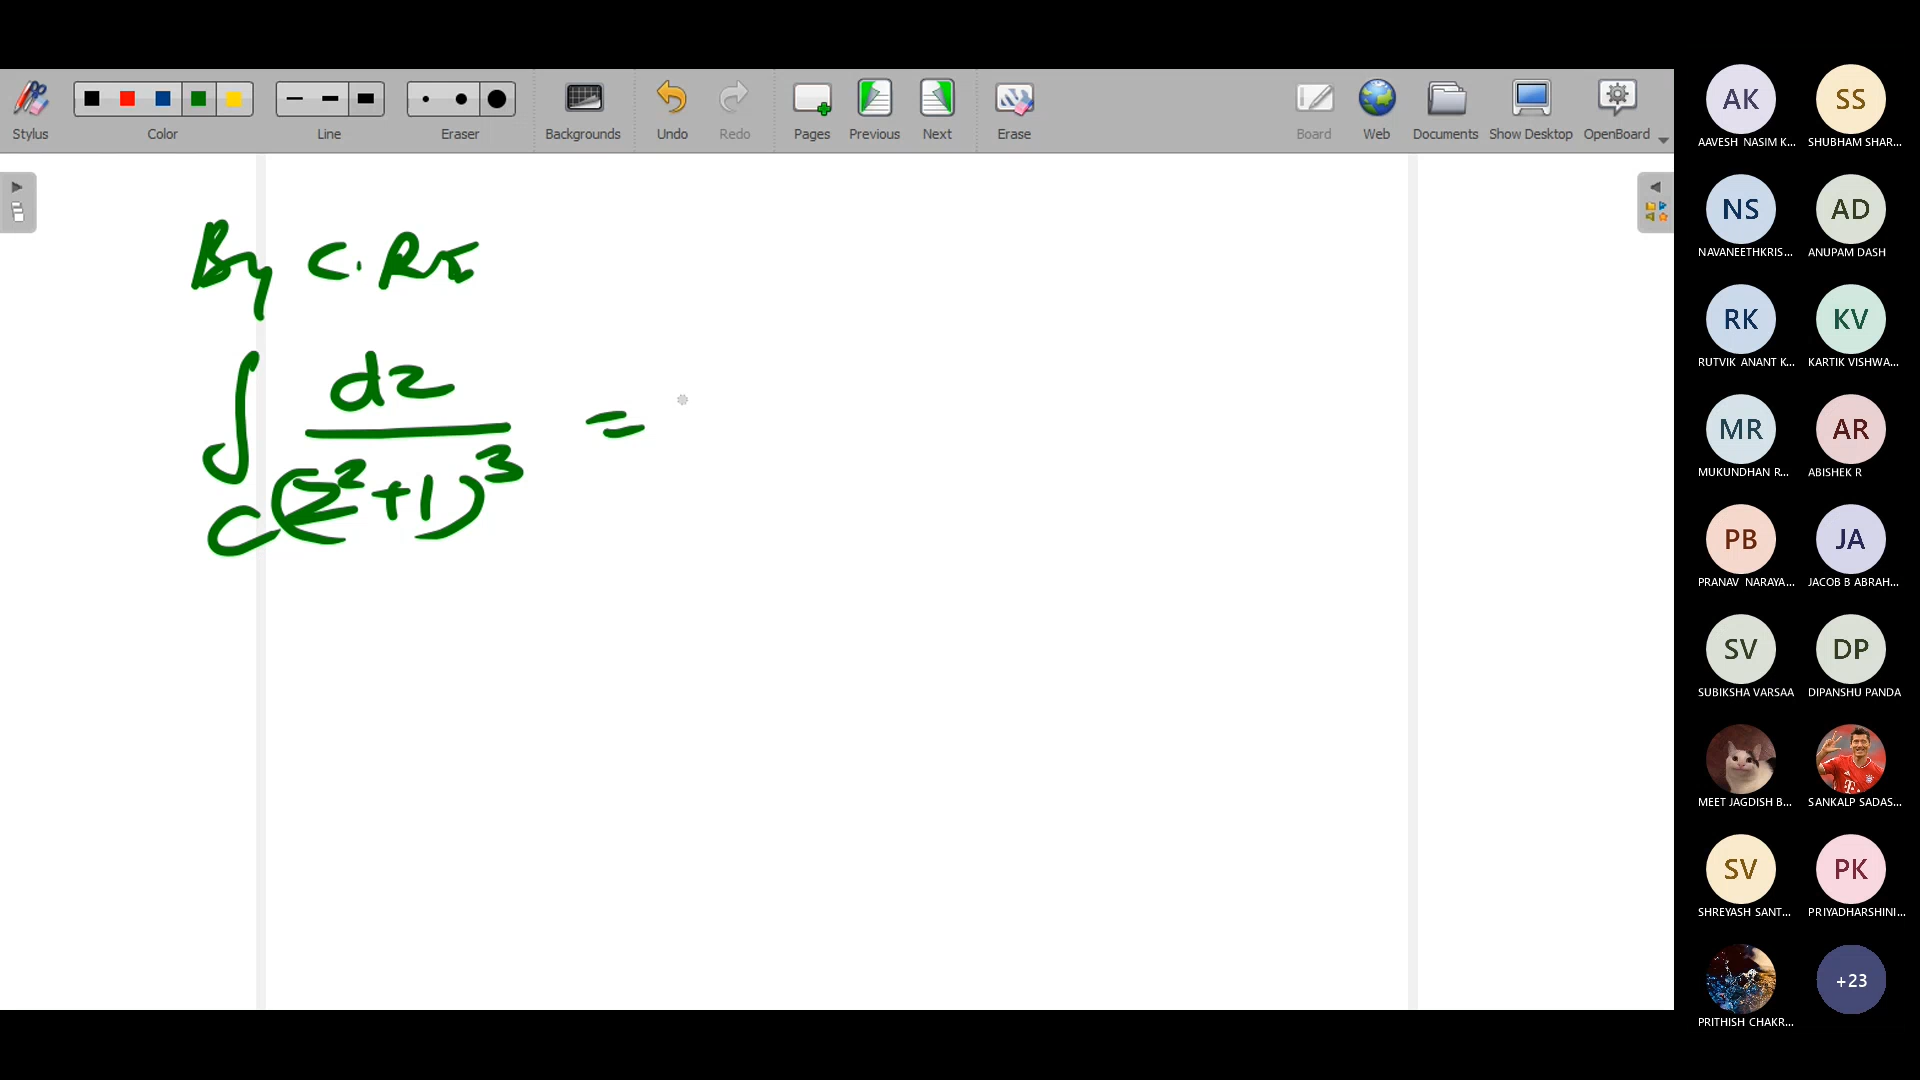 Stylus
Color
Line
Eraser
Backgrounds
Undo
Redo
Pages
Previous
Next
Erase
Board
Web
Documents
Show Desktop
OpenBoard
By C.RT
∫ dz
C (z²+1)³ =
AK
AAVESH NASIM K...
SS
SHUBHAM SHAR...
NS
NAVANEETHKRIS...
AD
ANUPAM DASH
RK
RUTVIK ANANT K...
KV
KARTIK VISHWA...
MR
MUKUNDHAN R...
AR
ABISHEK R
PB
PRANAV NARAYA...
JA
JACOB B ABRAH...
SV
SUBIKSHA VARSAA
DP
DIPANSHU PANDA
MEET JAGDISH B...
SANKALP SADAS...
SV
SHREYASH SANT...
PK
PRIYADHARSHINI...
PRITHISH CHAKR...
+23